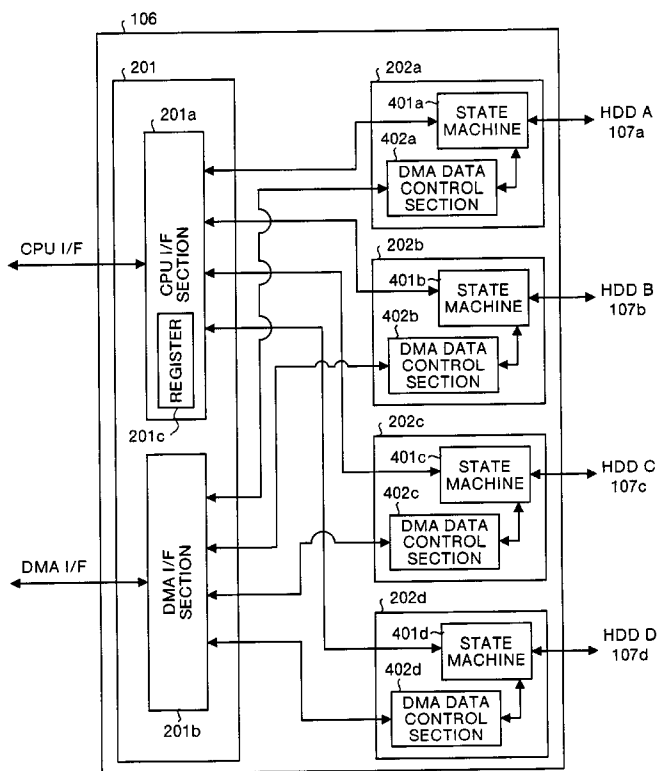 106
201
201a
CPU I/F
CPU I/F
SECTION
REGISTER
201c
DMA I/F
DMA I/F
SECTION
201b
202a
401a
STATE
MACHINE
402a
DMA DATA
CONTROL
SECTION
HDD A
107a
202b
401b
STATE
MACHINE
402b
DMA DATA
CONTROL
SECTION
HDD B
107b
202c
401c
STATE
MACHINE
402c
DMA DATA
CONTROL
SECTION
HDD C
107c
202d
401d
STATE
MACHINE
402d
DMA DATA
CONTROL
SECTION
HDD D
107d